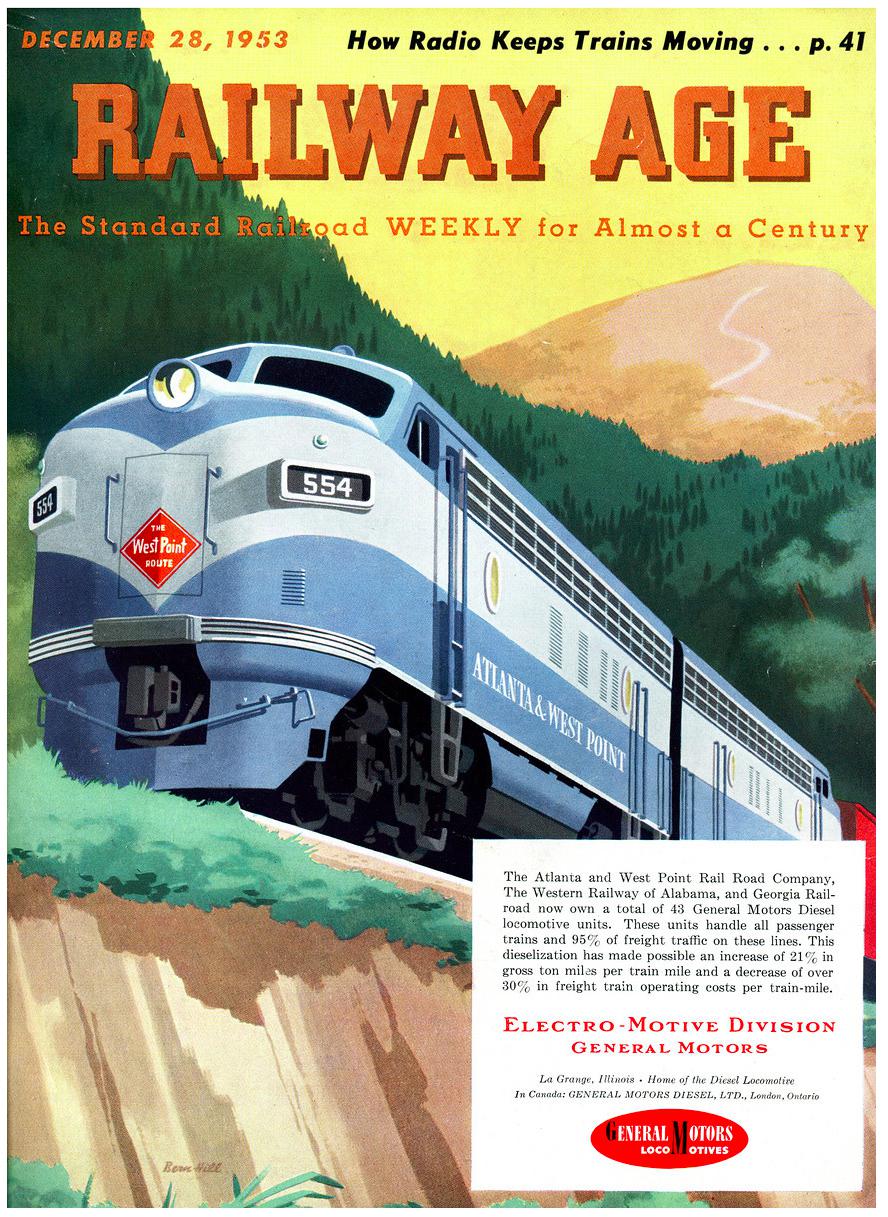 DECEMBER 28, 1953
How Radio Keeps Trains Moving . . . p. 41
RAILWAY AGE
The Standard Railroad WEEKLY for Almost a Century
554
554
THE
West Point
ROUTE
ATLANTA & WEST POINT
The Atlanta and West Point Rail Road Company,
The Western Railway of Alabama, and Georgia Rail-
road now own a total of 43 General Motors Diesel
locomotive units. These units handle all passenger
trains and 95% of freight traffic on these lines. This
dieselization has made possible an increase of 21% in
gross ton miles per train mile and a decrease of over
30% in freight train operating costs per train-mile.
ELECTRO-MOTIVE DIVISION
GENERAL MOTORS
La Grange, Illinois • Home of the Diesel Locomotive
In Canada: GENERAL MOTORS DIESEL, LTD., London, Ontario
GENERAL MOTORS
LOCOMOTIVES
Bern Hill